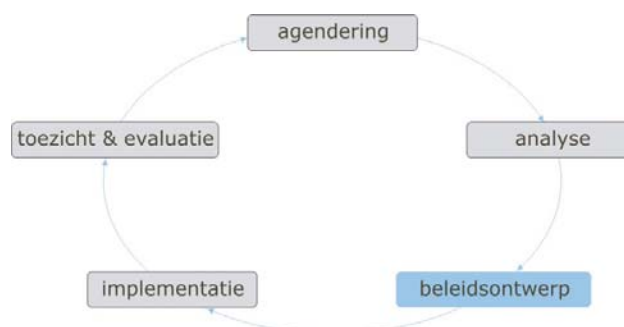 agendering
toezicht & evaluatie
analyse
implementatie
beleidsontwerp